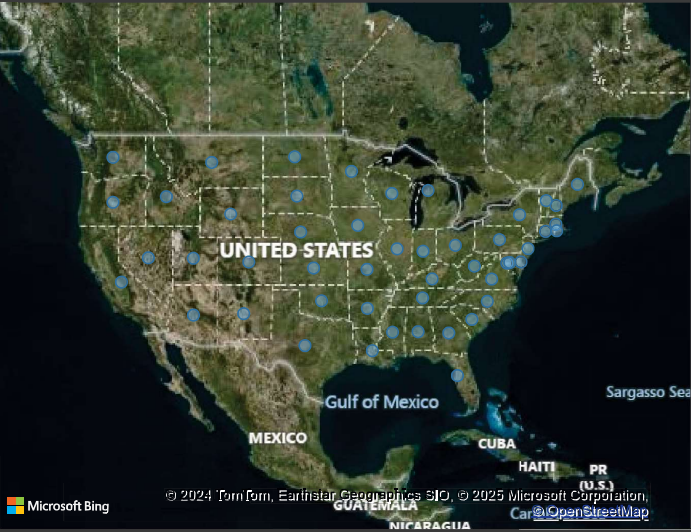 UNITED STATES
Gulf of Mexico
Sargasso Sea
MEXICO
CUBA
HAITI
PR
(U.S.)
© 2024 TomTom, Earthstar Geographics SIO, © 2025 Microsoft Corporation,
Microsoft Bing
GUATEMALA
© OpenStreetMap
NICARAGUA